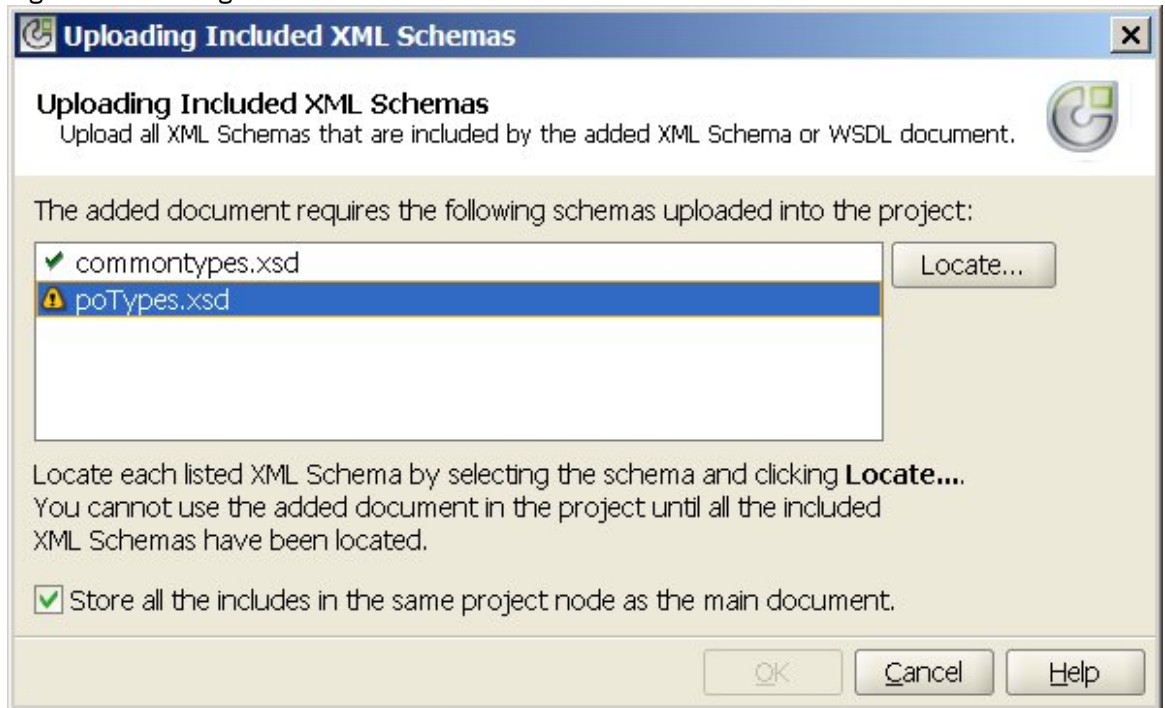 Uploading Included XML Schemas
Uploading Included XML Schemas
Upload all XML Schemas that are included by the added XML Schema or WSDL document.
The added document requires the following schemas uploaded into the project:
commontypes.xsd
Locate...
poTypes.xsd
Locate each listed XML Schema by selecting the schema and clicking Locate....
You cannot use the added document in the project until all the included
XML Schemas have been located.
Store all the includes in the same project node as the main document.
OK Cancel Help